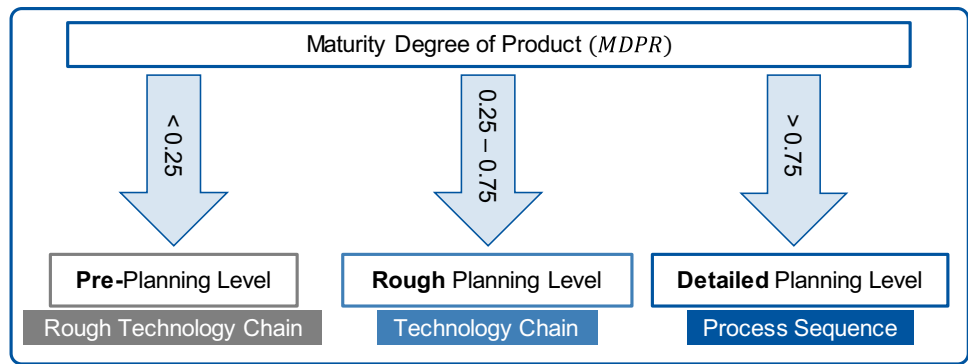 Maturity Degree of Product (MDPR)
< 0.25
0.25 – 0.75
> 0.75
Pre-Planning Level
Rough Planning Level
Detailed Planning Level
Rough Technology Chain
Technology Chain
Process Sequence